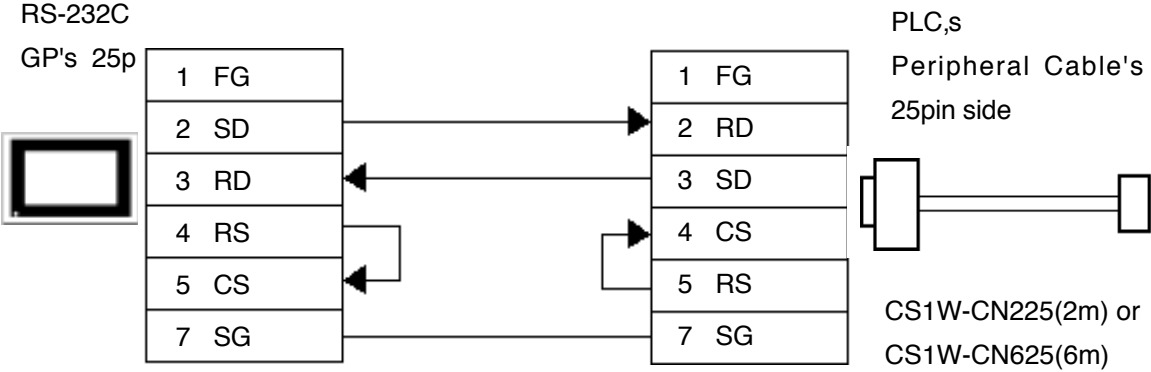 RS-232C
GP's 25p
1 FG
2 SD
3 RD
4 RS
5 CS
7 SG
1 FG
2 RD
3 SD
4 CS
5 RS
7 SG
PLC,s
Peripheral Cable's
25pin side
CS1W-CN225(2m) or
CS1W-CN625(6m)